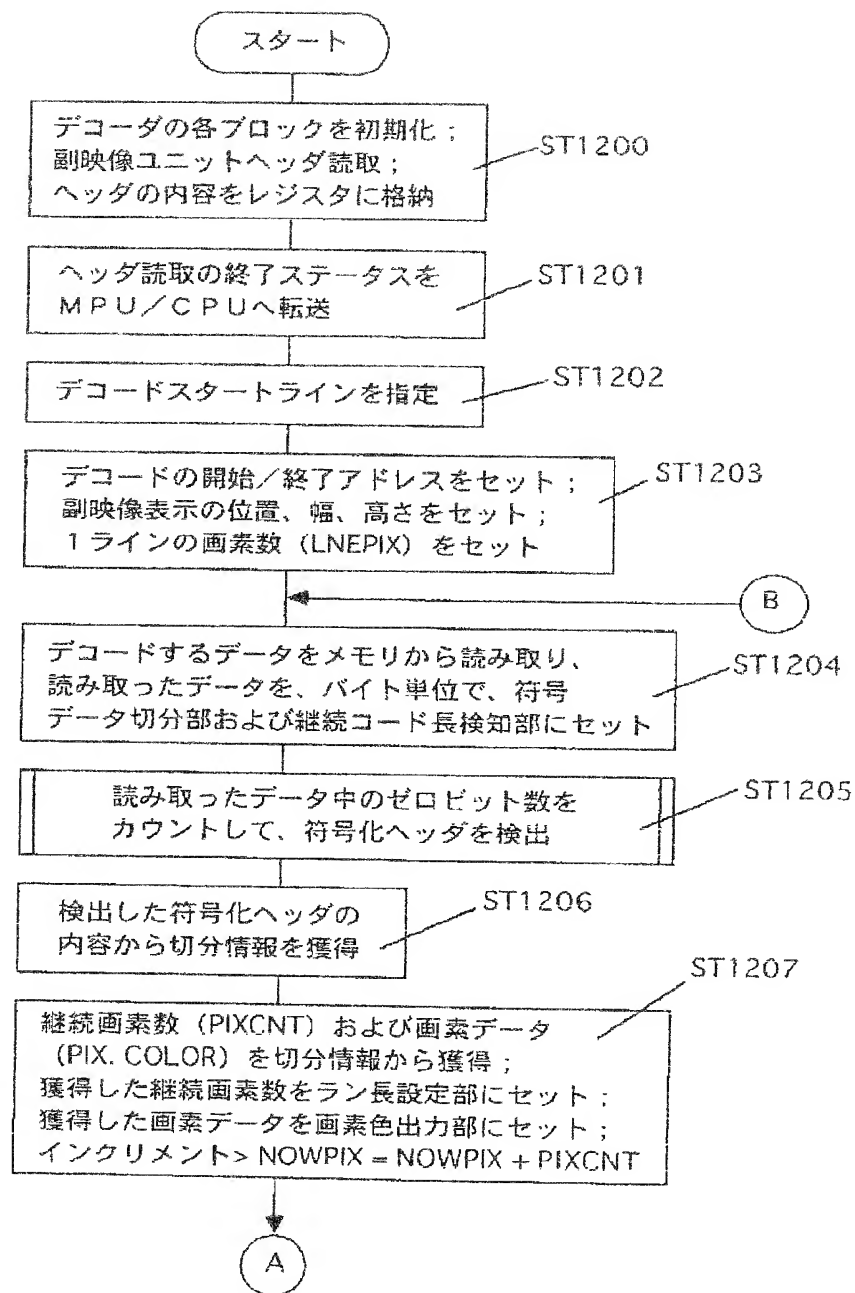 スタート
デコーダの各ブロックを初期化；
副映像ユニットヘッダ読取；
ヘッダの内容をレジスタに格納
ST1200
ヘッダ読取の終了ステータスを
ＭＰＵ／ＣＰＵへ転送
ST1201
デコードスタートラインを指定
ST1202
デコードの開始／終了アドレスをセット；
副映像表示の位置、幅、高さをセット；
１ラインの画素数（LNEPIX）をセット
ST1203
B
デコードするデータをメモリから読み取り、
読み取ったデータを、バイト単位で、符号
データ切分部および継続コード長検知部にセット
ST1204
読み取ったデータ中のゼロビット数を
カウントして、符号化ヘッダを検出
ST1205
検出した符号化ヘッダの
内容から切分情報を獲得
ST1206
継続画素数（PIXCNT）および画素データ
（PIX. COLOR）を切分情報から獲得；
獲得した継続画素数をラン長設定部にセット；
獲得した画素データを画素色出力部にセット；
インクリメント> NOWPIX = NOWPIX + PIXCNT
ST1207
A